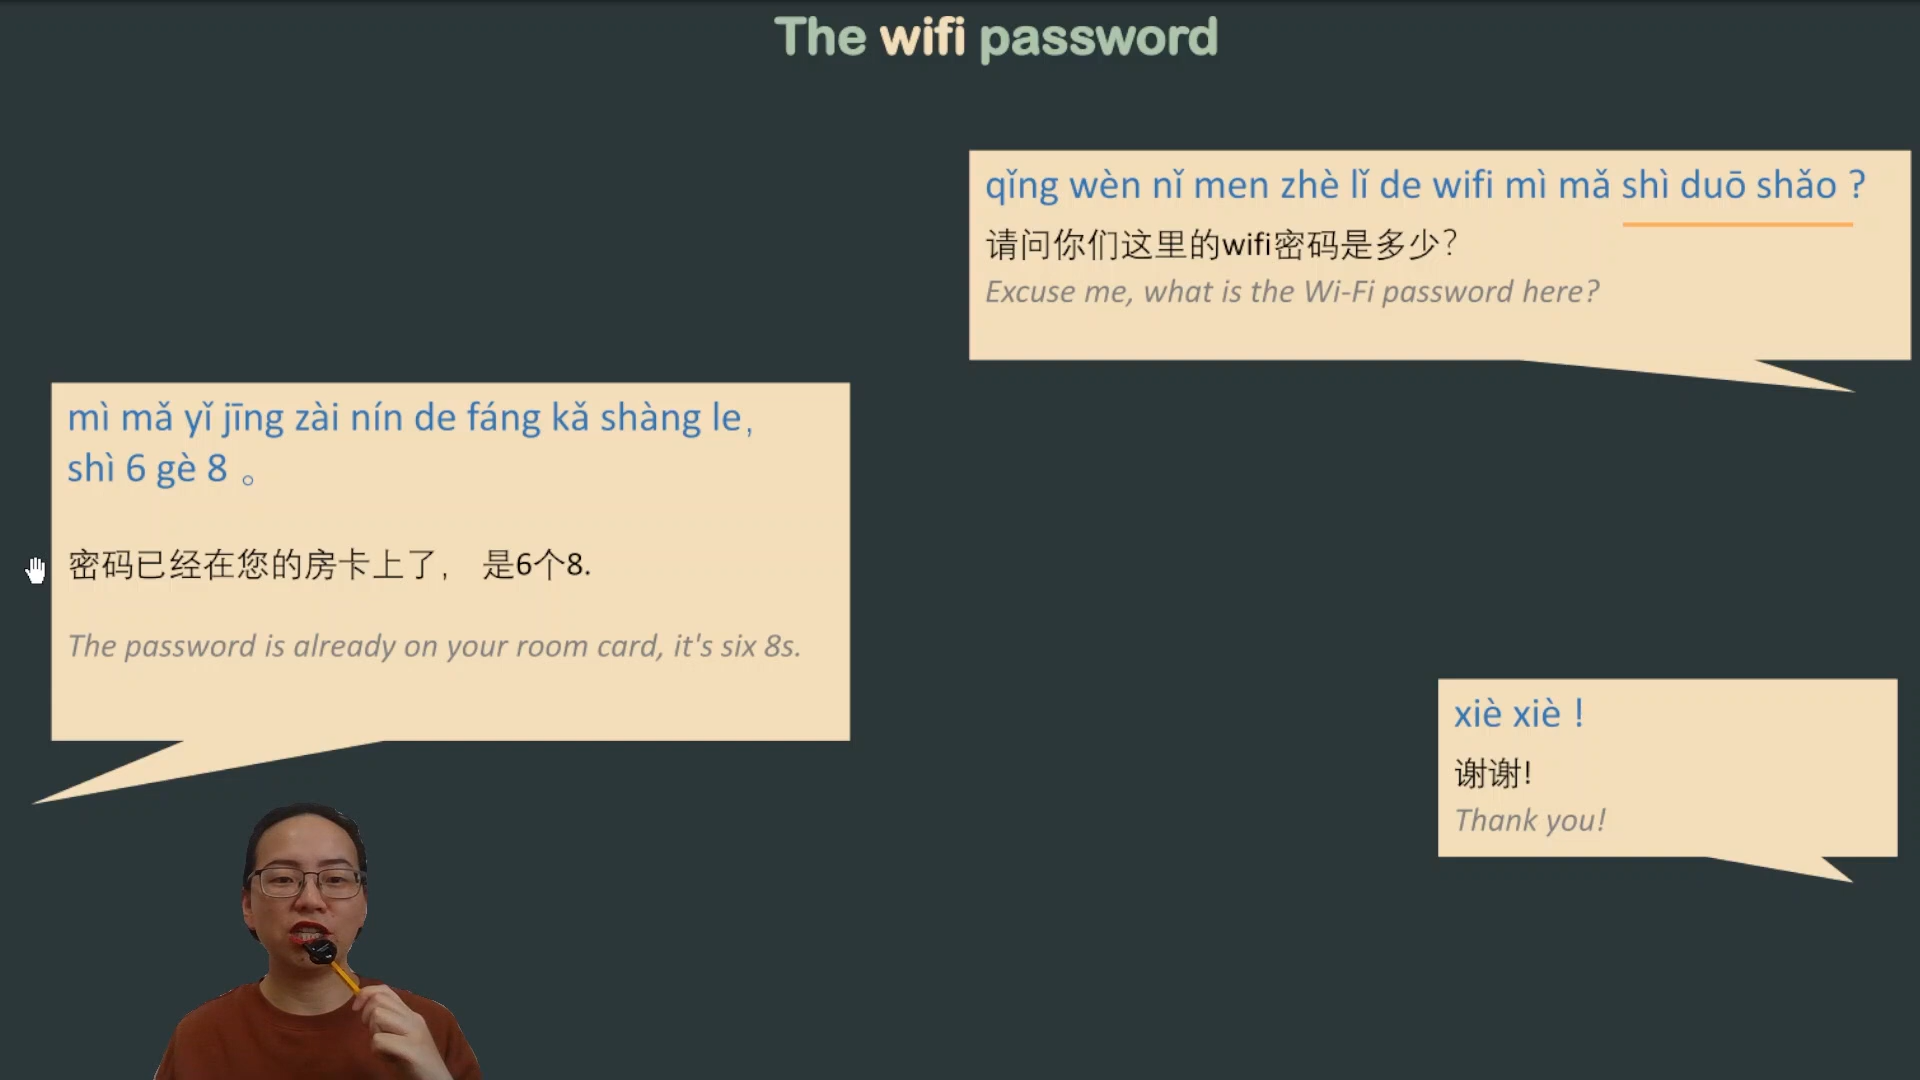 The wifi password
qǐng wèn nǐ men zhè lǐ de wifi mì mǎ shì duō shǎo ?
请问你们这里的wifi密码是多少?
Excuse me, what is the Wi-Fi password here?
mì mǎ yǐ jīng zài nín de fáng kǎ shàng le,
shì 6 gè 8 。
密码已经在您的房卡上了, 是6个8.
The password is already on your room card, it's six 8s.
xiè xiè !
谢谢!
Thank you!